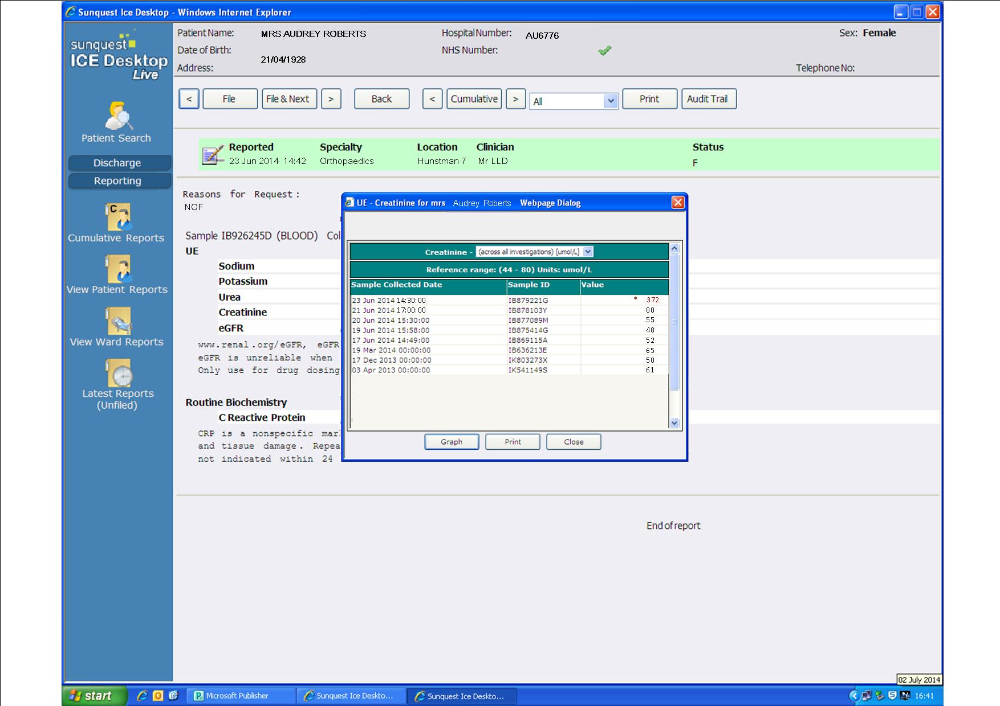 Sunquest Ice Desktop - Windows Internet Explorer
sunquest
ICE Desktop
Live
Patient Search
Discharge
Reporting
C
Cumulative Reports
View Patient Reports
View Ward Reports
Latest Reports
(Unfiled)
Patient Name: MRS AUDREY ROBERTS Hospital Number: AU6776 Sex: Female
Date of Birth: 21/04/1928 NHS Number:
Address: Telephone No:
< File File & Next > Back < Cumulative > All Print Audit Trail
Reported Specialty Location Clinician Status
23 Jun 2014 14:42 Orthopaedics Hunstman 7 Mr LLD F
Reasons for Request :
NOF
Sample IB926245D (BLOOD) Col
UE
Sodium
Potassium
Urea
Creatinine
eGFR
www.renal.org/eGFR, eGFR
eGFR is unreliable when
Only use for drug dosing
Routine Biochemistry
C Reactive Protein
CRP is a nonspecific mar
and tissue damage. Repea
not indicated within 24
UE - Creatinine for mrs Audrey Roberts Webpage Dialog
Creatinine - (across all investigations) [umol/L]
Reference range: (44 - 80) Units: umol/L
Sample Collected Date Sample ID Value
23 Jun 2014 14:30:00 IB879221G * 372
21 Jun 2014 17:00:00 IB878103Y 80
20 Jun 2014 15:30:00 IB877089M 55
19 Jun 2014 15:58:00 IB875414G 48
17 Jun 2014 14:49:00 IB869115A 52
19 Mar 2014 00:00:00 IB636213E 65
17 Dec 2013 00:00:00 IK803273X 50
03 Apr 2013 00:00:00 IK541149S 61
Graph Print Close
End of report
02 July 2014
start Microsoft Publisher Sunquest Ice Deskto... Sunquest Ice Deskto... 16:41